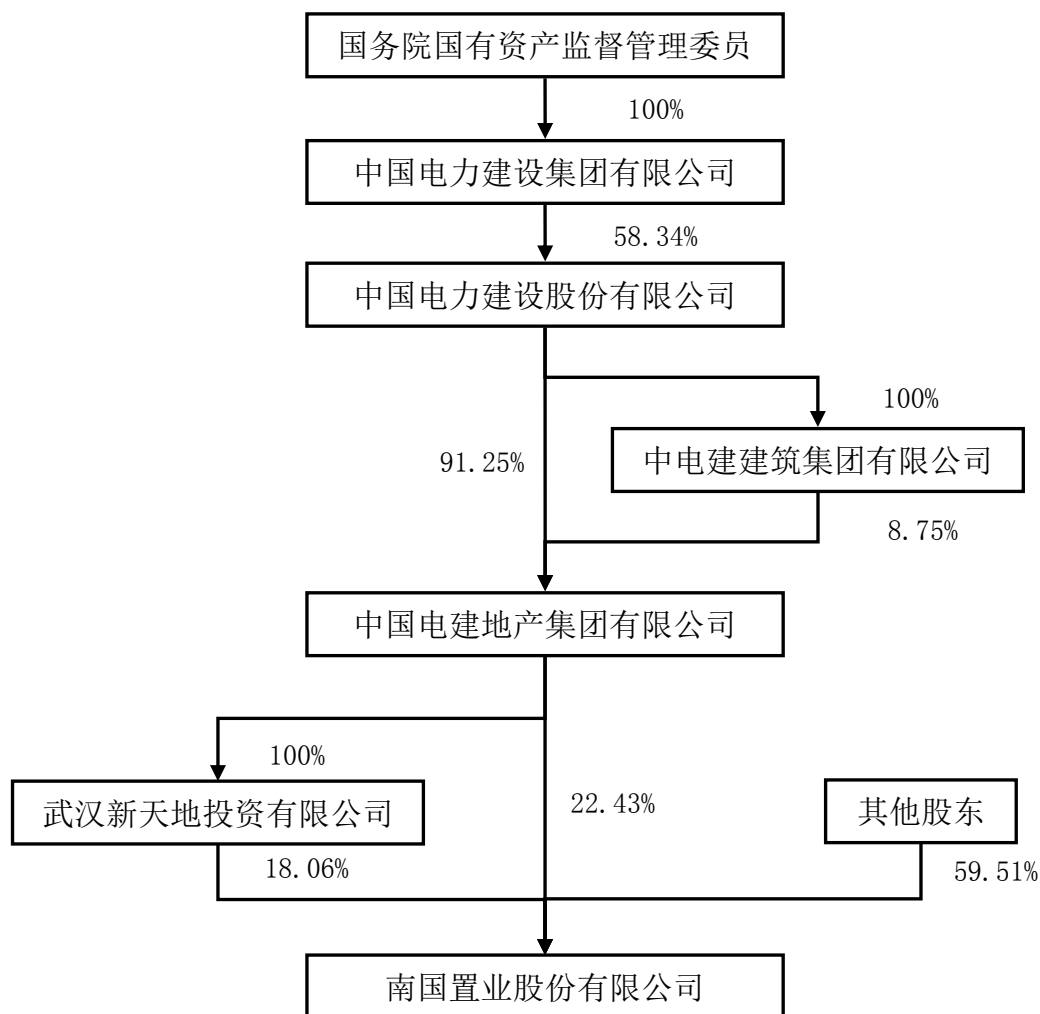 国务院国有资产监督管理委员
100%
中国电力建设集团有限公司
58.34%
中国电力建设股份有限公司
100%
91.25%
中电建建筑集团有限公司
8.75%
中国电建地产集团有限公司
100%
22.43%
武汉新天地投资有限公司
其他股东
18.06%
59.51%
南国置业股份有限公司